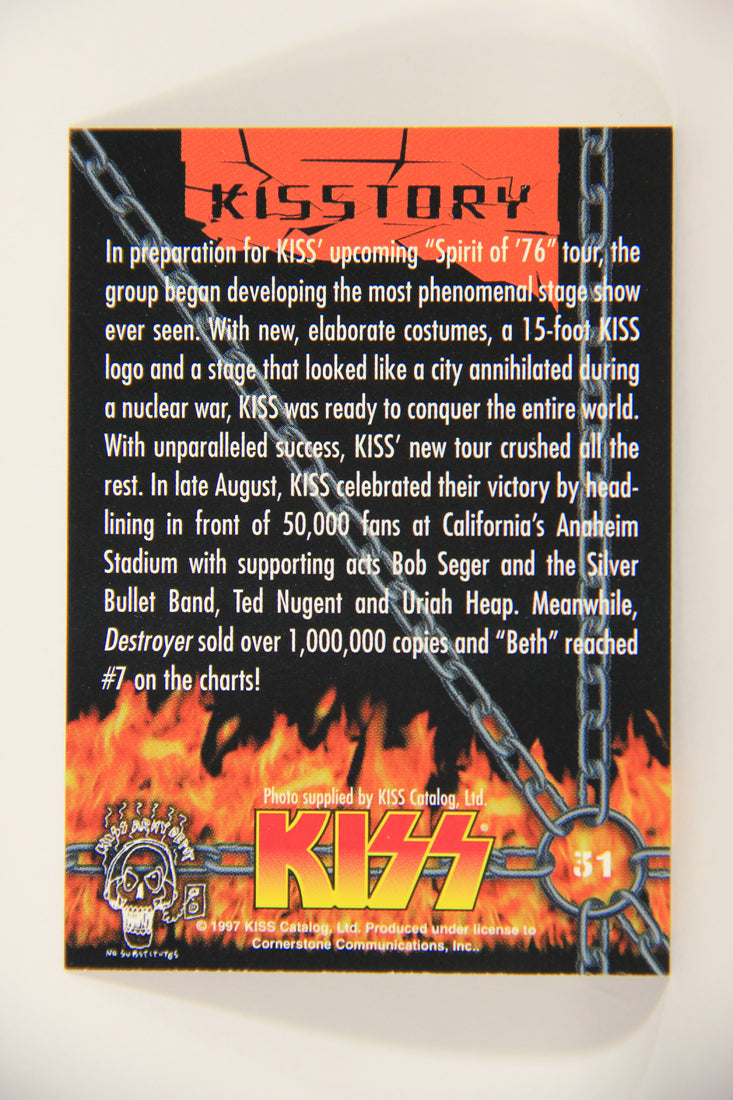 KISSTORY
In preparation for KISS' upcoming “Spirit of '76” tour, the
group began developing the most phenomenal stage show
ever seen. With new, elaborate costumes, a 15-foot KISS
logo and a stage that looked like a city annihilated during
a nuclear war, KISS was ready to conquer the entire world.
With unparalleled success, KISS' new tour crushed all the
rest. In late August, KISS celebrated their victory by head-
lining in front of 50,000 fans at California's Anaheim
Stadium with supporting acts Bob Seger and the Silver
Bullet Band, Ted Nugent and Uriah Heap. Meanwhile,
Destroyer sold over 1,000,000 copies and “Beth” reached
#7 on the charts!
Photo supplied by KISS Catalog, Ltd.
KISS®
31
KISS ARMY DEPT
NO SUBSTITUTES
© 1997 KISS Catalog, Ltd. Produced under license to
Cornerstone Communications, Inc..